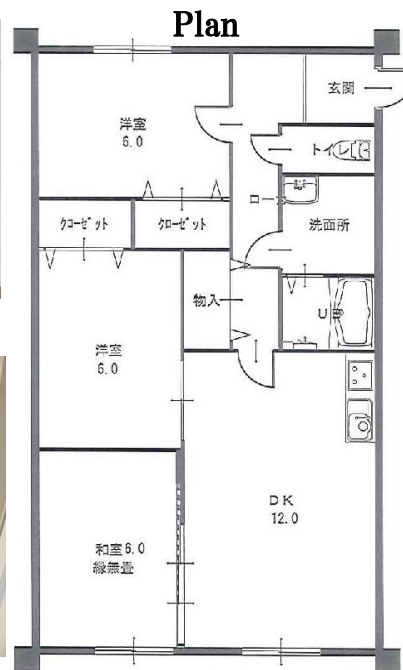 Plan
玄関
洋室
6.0
トイレ
ロー
洗面所
クローゼット
クローゼット
物入
UB
洋室
6.0
DK
12.0
和室6.0
縁無畳